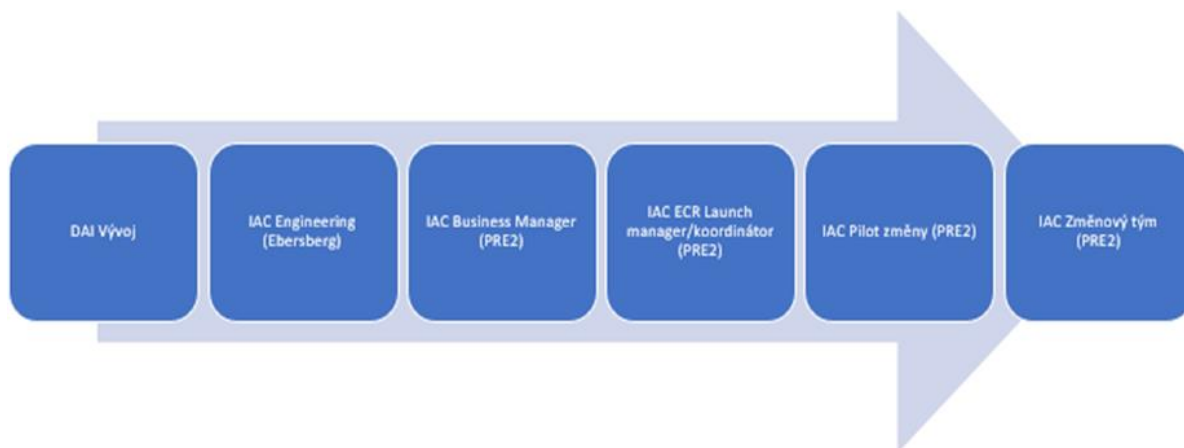 DAI Vývoj
IAC Engineering
(Ebersberg)
IAC Business Manager
(PRE2)
IAC ECR Launch
manager/koordinátor
(PRE2)
IAC Pilot změny (PRE2)
IAC Změnový tým
(PRE2)